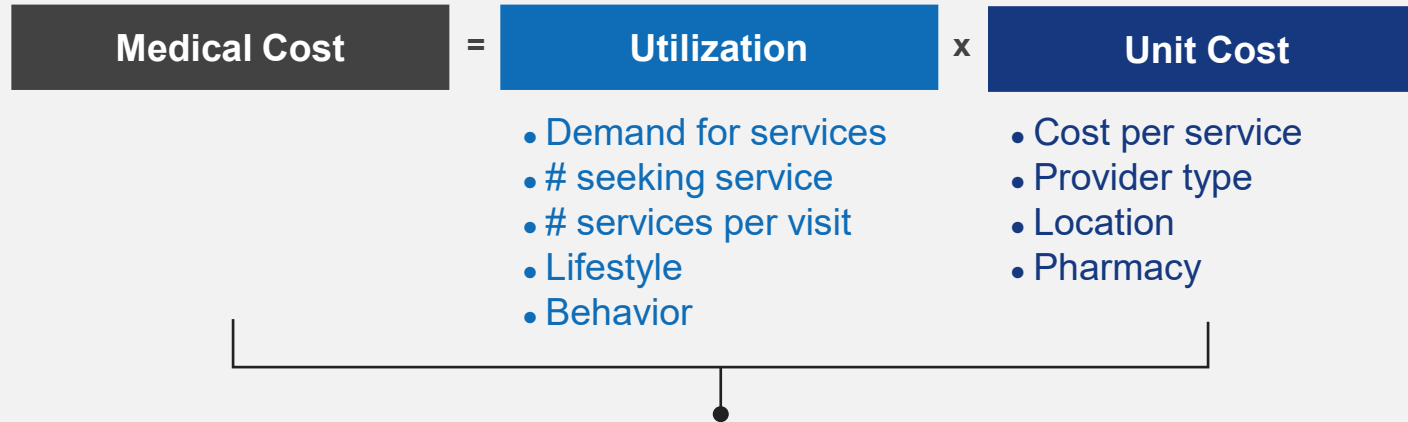 Medical Cost = Utilization x Unit Cost
• Demand for services
• # seeking service
• # services per visit
• Lifestyle
• Behavior
• Cost per service
• Provider type
• Location
• Pharmacy